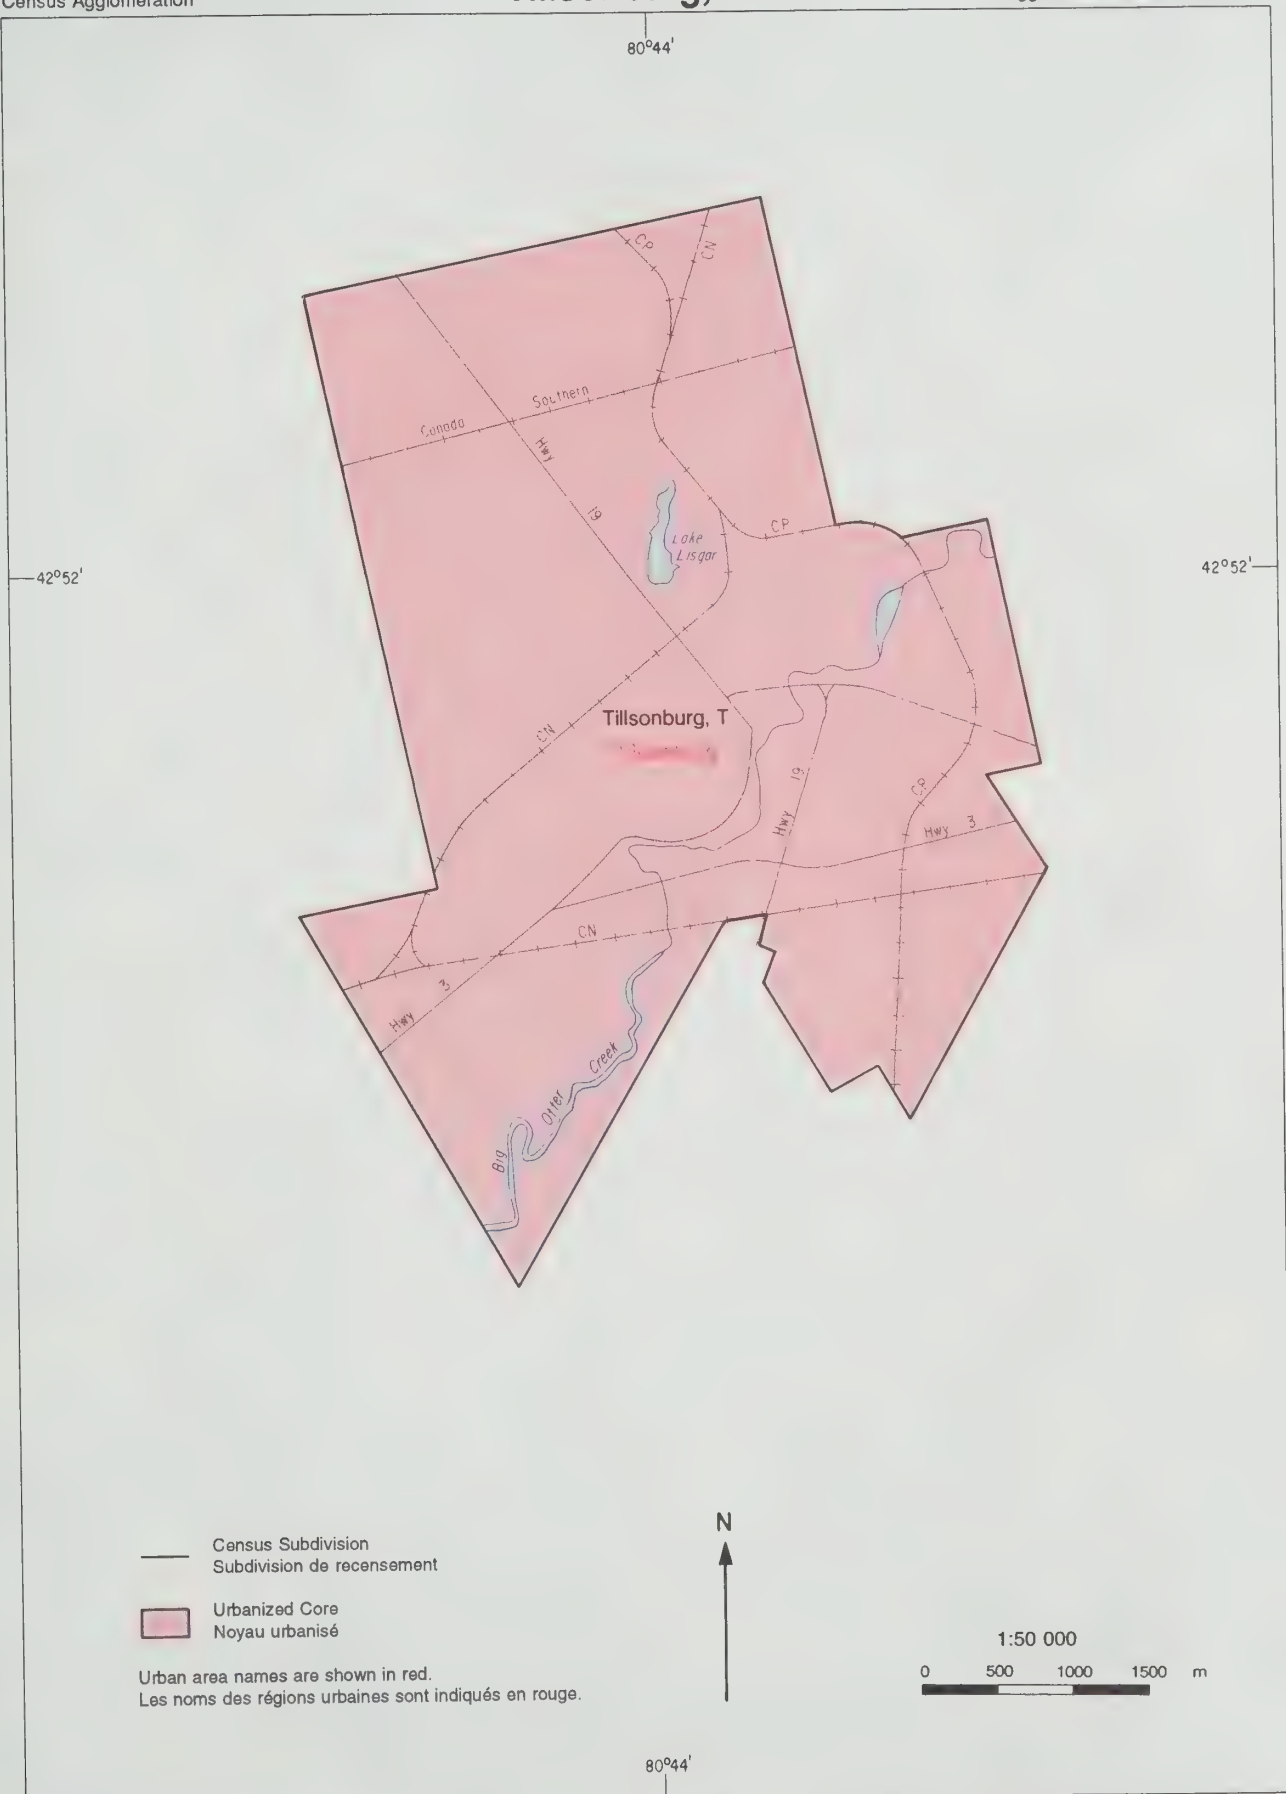 Census Agglomeration
80°44'
CP
CN
Canada Southern
Hwy 19
Lake
Lisgar
CP
42°52'
42°52'
Tillsonburg, T
CN
Hwy 19
CP
Hwy 3
CN
Hwy 3
Big Otter Creek
N
Census Subdivision
Subdivision de recensement
Urbanized Core
Noyau urbanisé
Urban area names are shown in red.
Les noms des régions urbaines sont indiqués en rouge.
1:50 000
0 500 1000 1500 m
80°44'